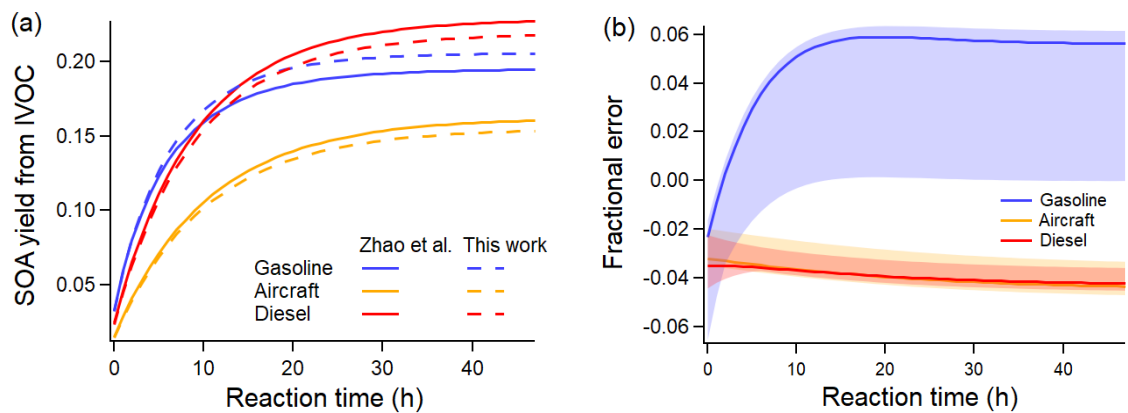 (a)
SOA yield from IVOC
0.20
0.15
0.10
0.05
Zhao et al. This work
Gasoline
Aircraft
Diesel
0 10 20 30 40
Reaction time (h)
(b)
Fractional error
0.06
0.04
0.02
0.00
-0.02
-0.04
-0.06
Gasoline
Aircraft
Diesel
0 10 20 30 40
Reaction time (h)